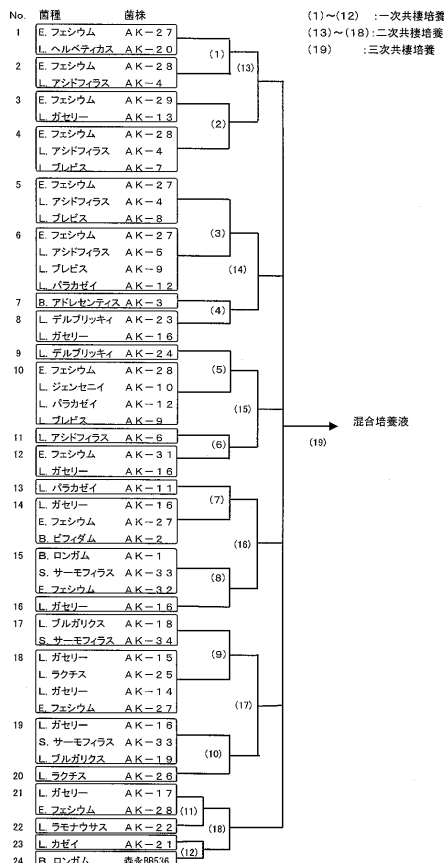 No. 菌種 菌株
(1)~(12) :一次共棲培養
(13)~(18):二次共棲培養
(19) :三次共棲培養
1 E. フェシウム AK-27
L. ヘルベティカス AK-20
(1)
(13)
2 E. フェシウム AK-28
L. アシドフィラス AK-4
3 E. フェシウム AK-29
L. ガセリー AK-13
(2)
4 E. フェシウム AK-28
L. アシドフィラス AK-4
L. ブレビス AK-7
5 E. フェシウム AK-27
L. アシドフィラス AK-4
L. ブレビス AK-8
(3)
6 E. フェシウム AK-27
L. アシドフィラス AK-5
L. ブレビス AK-9
L. パラカゼイ AK-12
(14)
7 B. アドレセンティス AK-3
(4)
8 L. デルブリッキィ AK-23
L. ガセリー AK-16
9 L. デルブリッキィ AK-24
(5)
10 E. フェシウム AK-28
L. ジェンセニイ AK-10
L. パラカゼイ AK-12
L. ブレビス AK-9
(15)
11 L. アシドフィラス AK-6
(6)
12 E. フェシウム AK-31
L. ガセリー AK-16
(19)
混合培養液
13 L. パラカゼイ AK-11
(7)
14 L. ガセリー AK-16
E. フェシウム AK-27
B. ビフィダム AK-2
(16)
15 B. ロンガム AK-1
S. サーモフィラス AK-33
E. フェシウム AK-32
(8)
16 L. ガセリー AK-16
17 L. ブルガリクス AK-18
S. サーモフィラス AK-34
(9)
18 L. ガセリー AK-15
L. ラクチス AK-25
L. ガセリー AK-14
E. フェシウム AK-27
(17)
19 L. ガセリー AK-16
S. サーモフィラス AK-33
L. ブルガリクス AK-19
(10)
20 L. ラクチス AK-26
21 L. ガセリー AK-17
E. フェシウム AK-28
(11)
22 L. ラモナウサス AK-22
(18)
23 L. カゼイ AK-21
(12)
24 B. ロンガム 森永BB536